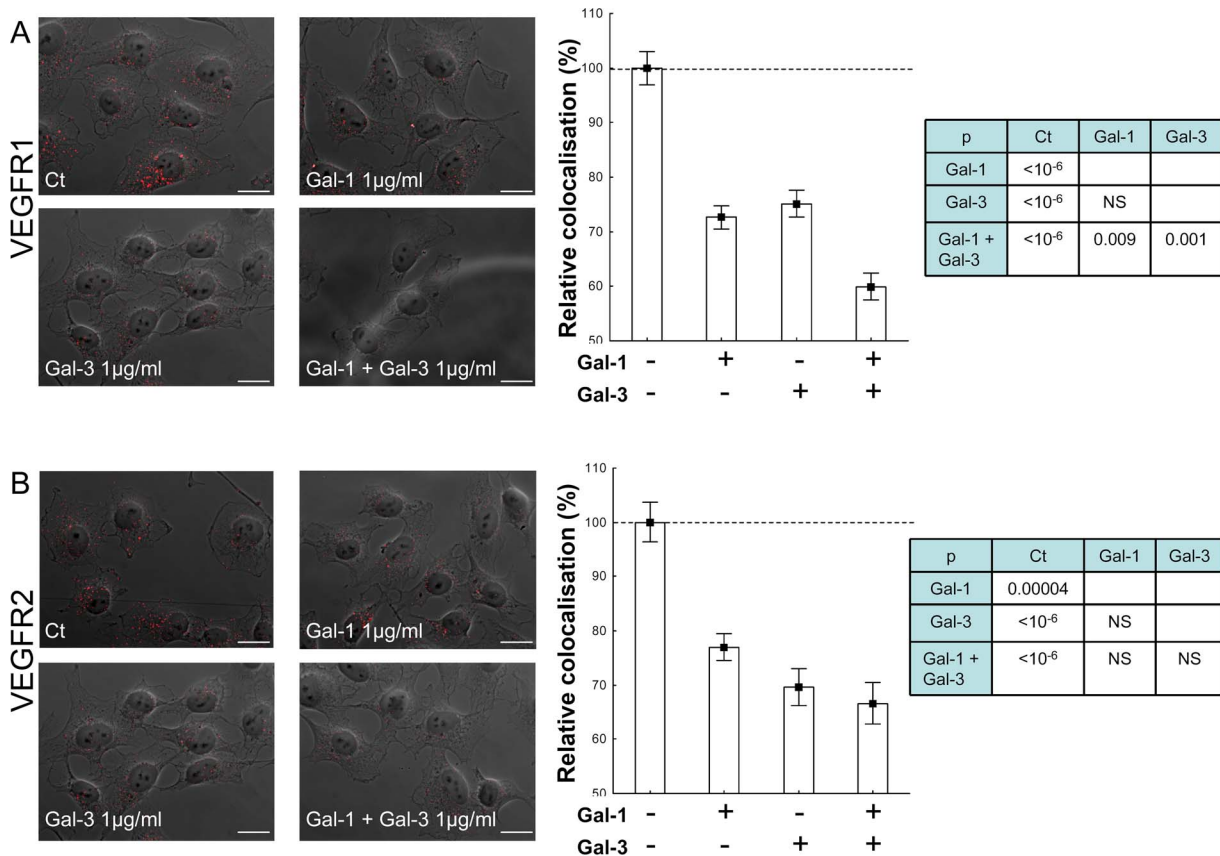 A
VEGFR1
Ct
Gal-1 1µg/ml
Gal-3 1µg/ml
Gal-1 + Gal-3 1µg/ml
Relative colocalisation (%)
110
100
90
80
70
60
50
Gal-1 - + - +
Gal-3 - - + +
p Ct Gal-1 Gal-3
Gal-1 <10⁻⁶
Gal-3 <10⁻⁶ NS
Gal-1 + <10⁻⁶ 0.009 0.001
Gal-3
B
VEGFR2
Ct
Gal-1 1µg/ml
Gal-3 1µg/ml
Gal-1 + Gal-3 1µg/ml
Relative colocalisation (%)
110
100
90
80
70
60
50
Gal-1 - + - +
Gal-3 - - + +
p Ct Gal-1 Gal-3
Gal-1 0.00004
Gal-3 <10⁻⁶ NS
Gal-1 + <10⁻⁶ NS NS
Gal-3